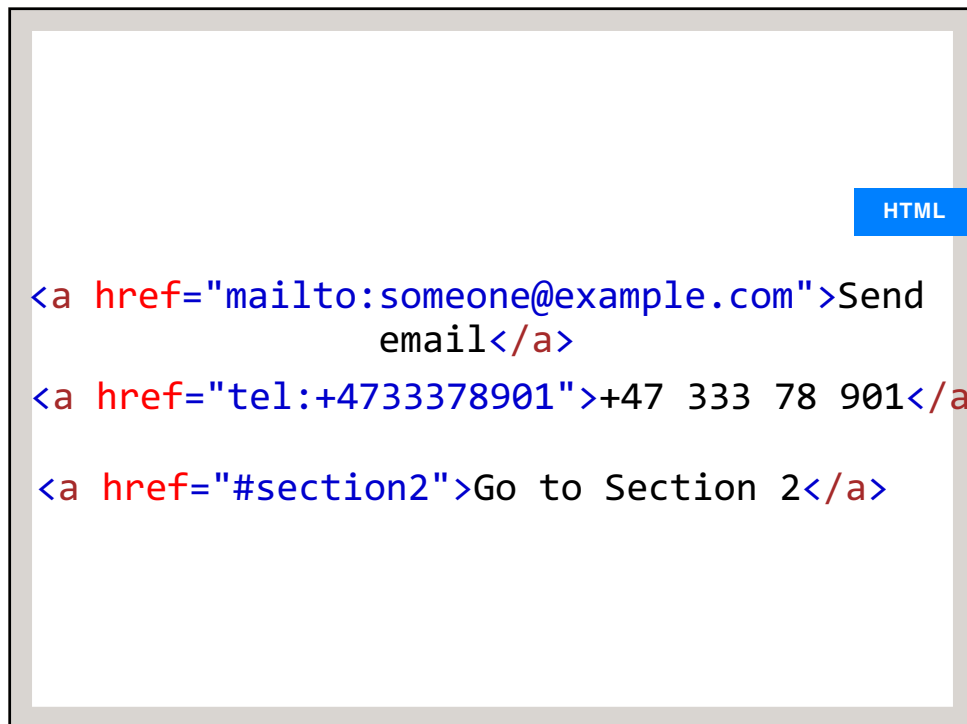 HTML
<a href="mailto:someone@example.com">Send
email</a>
<a href="tel:+4733378901">+47 333 78 901</a
<a href="#section2">Go to Section 2</a>